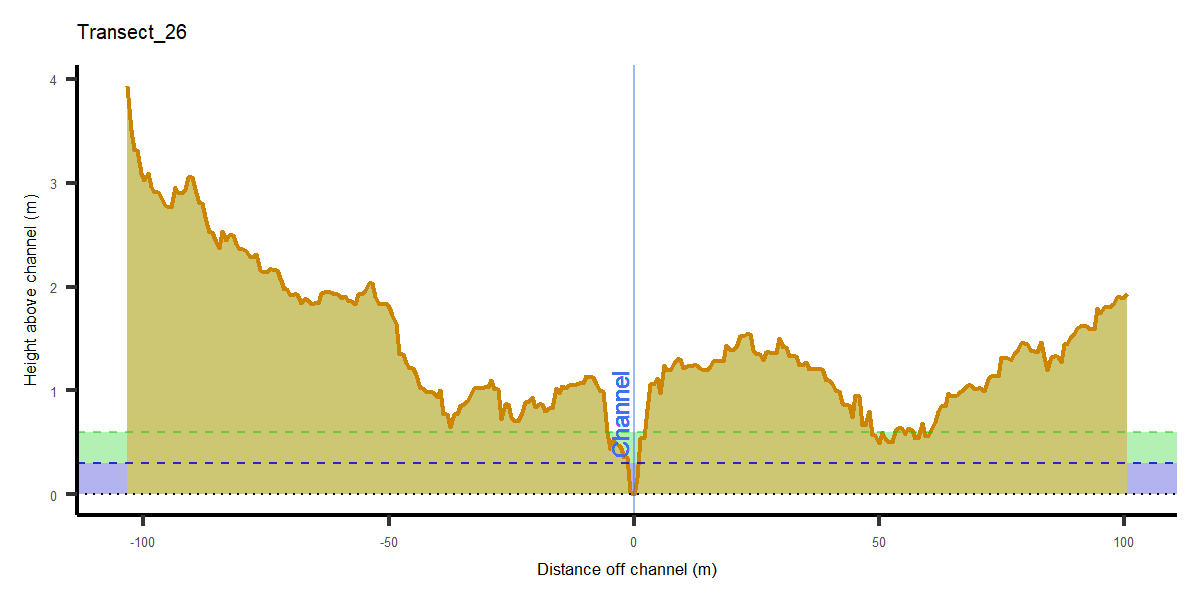 Transect_26
Height above channel (m)
4
3
2
1
0
Channel
-100
-50
0
50
100
Distance off channel (m)